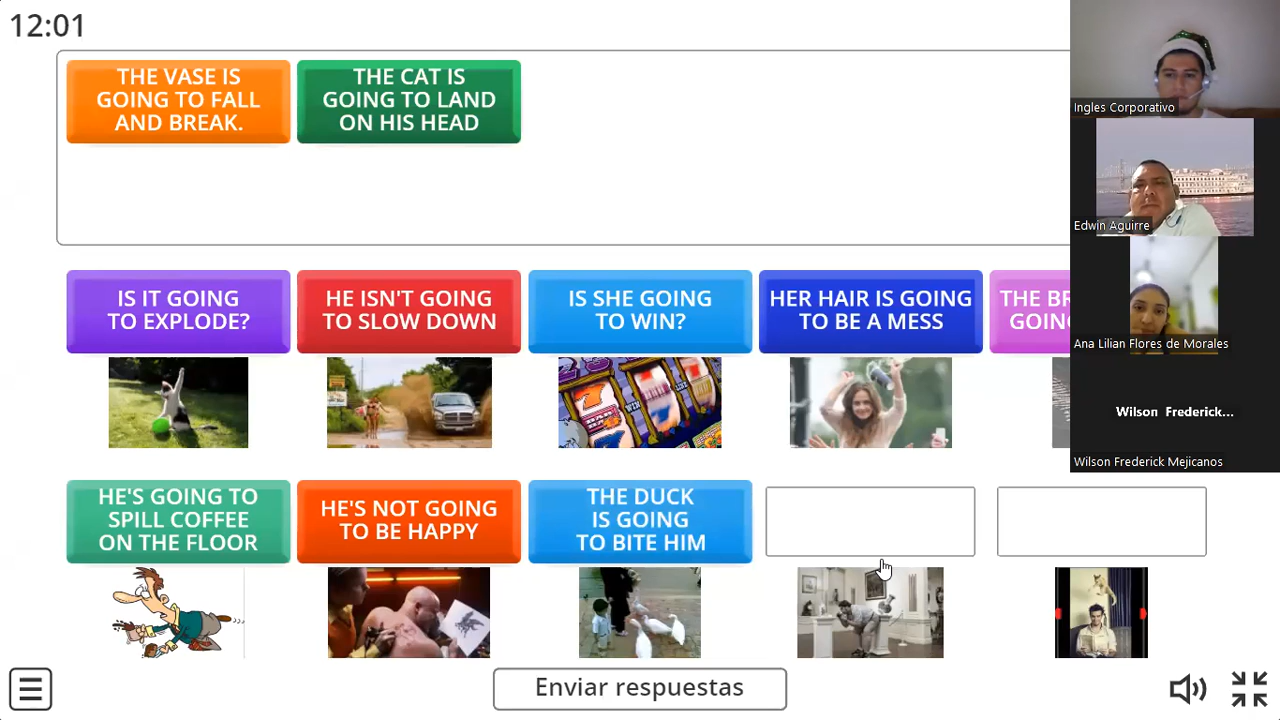 12:01
THE VASE IS
GOING TO FALL
AND BREAK.
THE CAT IS
GOING TO LAND
ON HIS HEAD
Ingles Corporativo
Edwin Aguirre
Ana Lilian Flores de Morales
Wilson Frederick...
Wilson Frederick Mejicanos
IS IT GOING
TO EXPLODE?
HE ISN'T GOING
TO SLOW DOWN
IS SHE GOING
TO WIN?
HER HAIR IS GOING
TO BE A MESS
THE
HE'S GOING TO
SPILL COFFEE
ON THE FLOOR
HE'S NOT GOING
TO BE HAPPY
THE DUCK
IS GOING
TO BITE HIM
Enviar respuestas